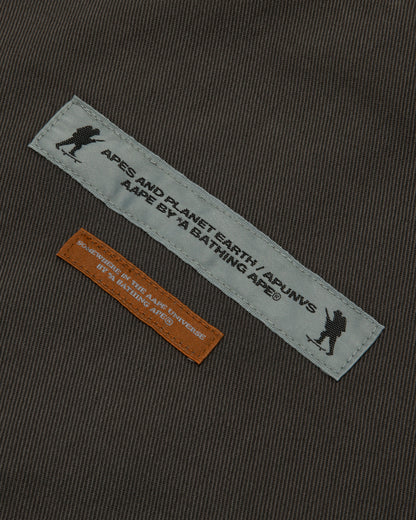 APES AND PLANET EARTH / APUNVS
AAPE BY *A BATHING APE®
SOMEWHERE IN THE AAPE UNIVERSE
BY *A BATHING APE®